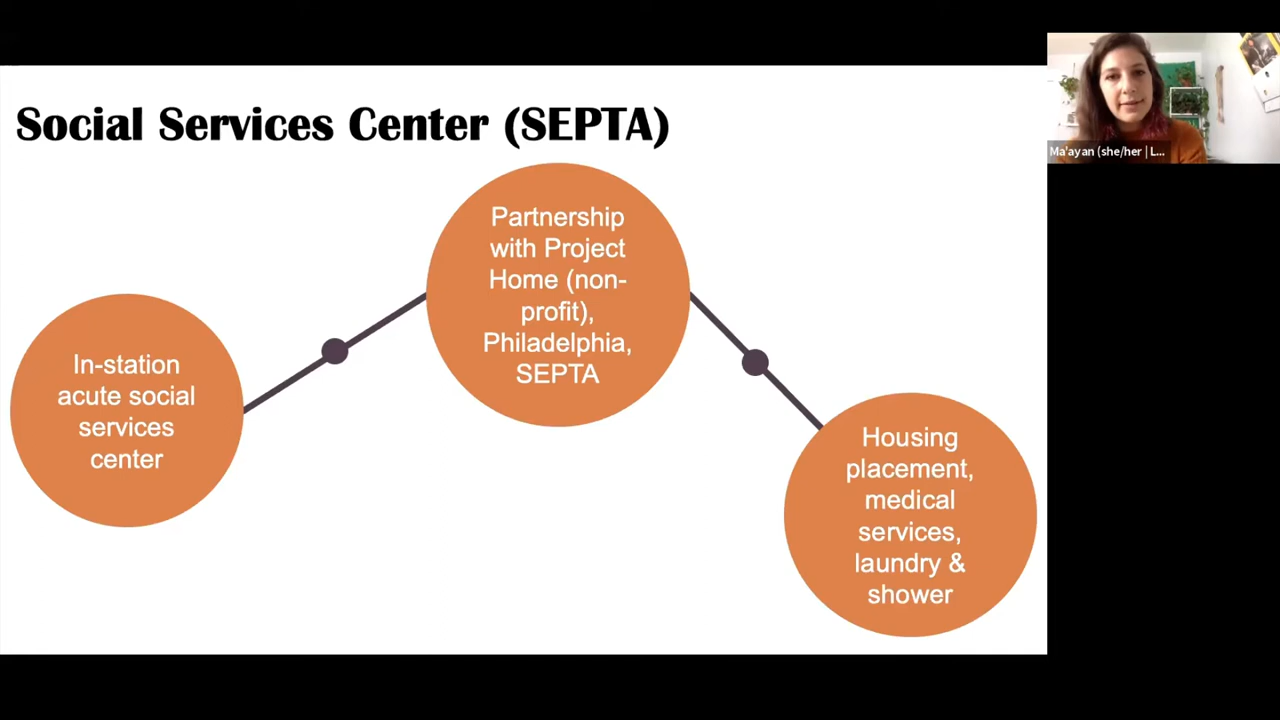 Social Services Center (SEPTA)
In-station
acute social
services
center
Partnership
with Project
Home (non-
profit),
Philadelphia,
SEPTA
Housing
placement,
medical
services,
laundry &
shower
Ma'ayan (she/her | L...